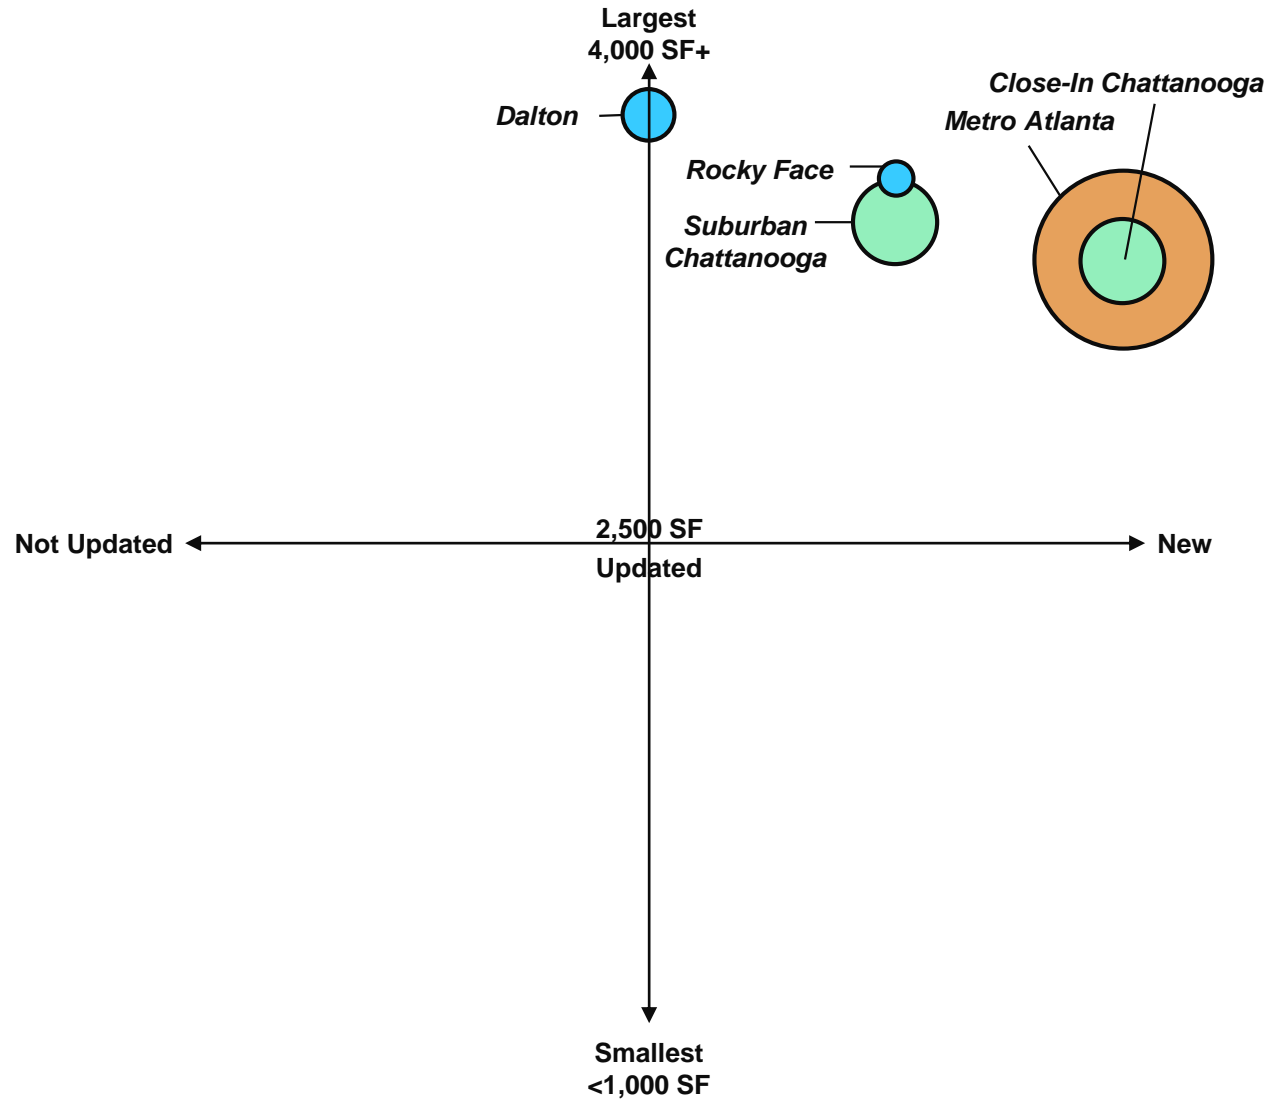 Largest
4,000 SF+
Close-In Chattanooga
Dalton
Metro Atlanta
Rocky Face
Suburban
Chattanooga
2,500 SF
Not Updated
New
Updated
Smallest
<1,000 SF